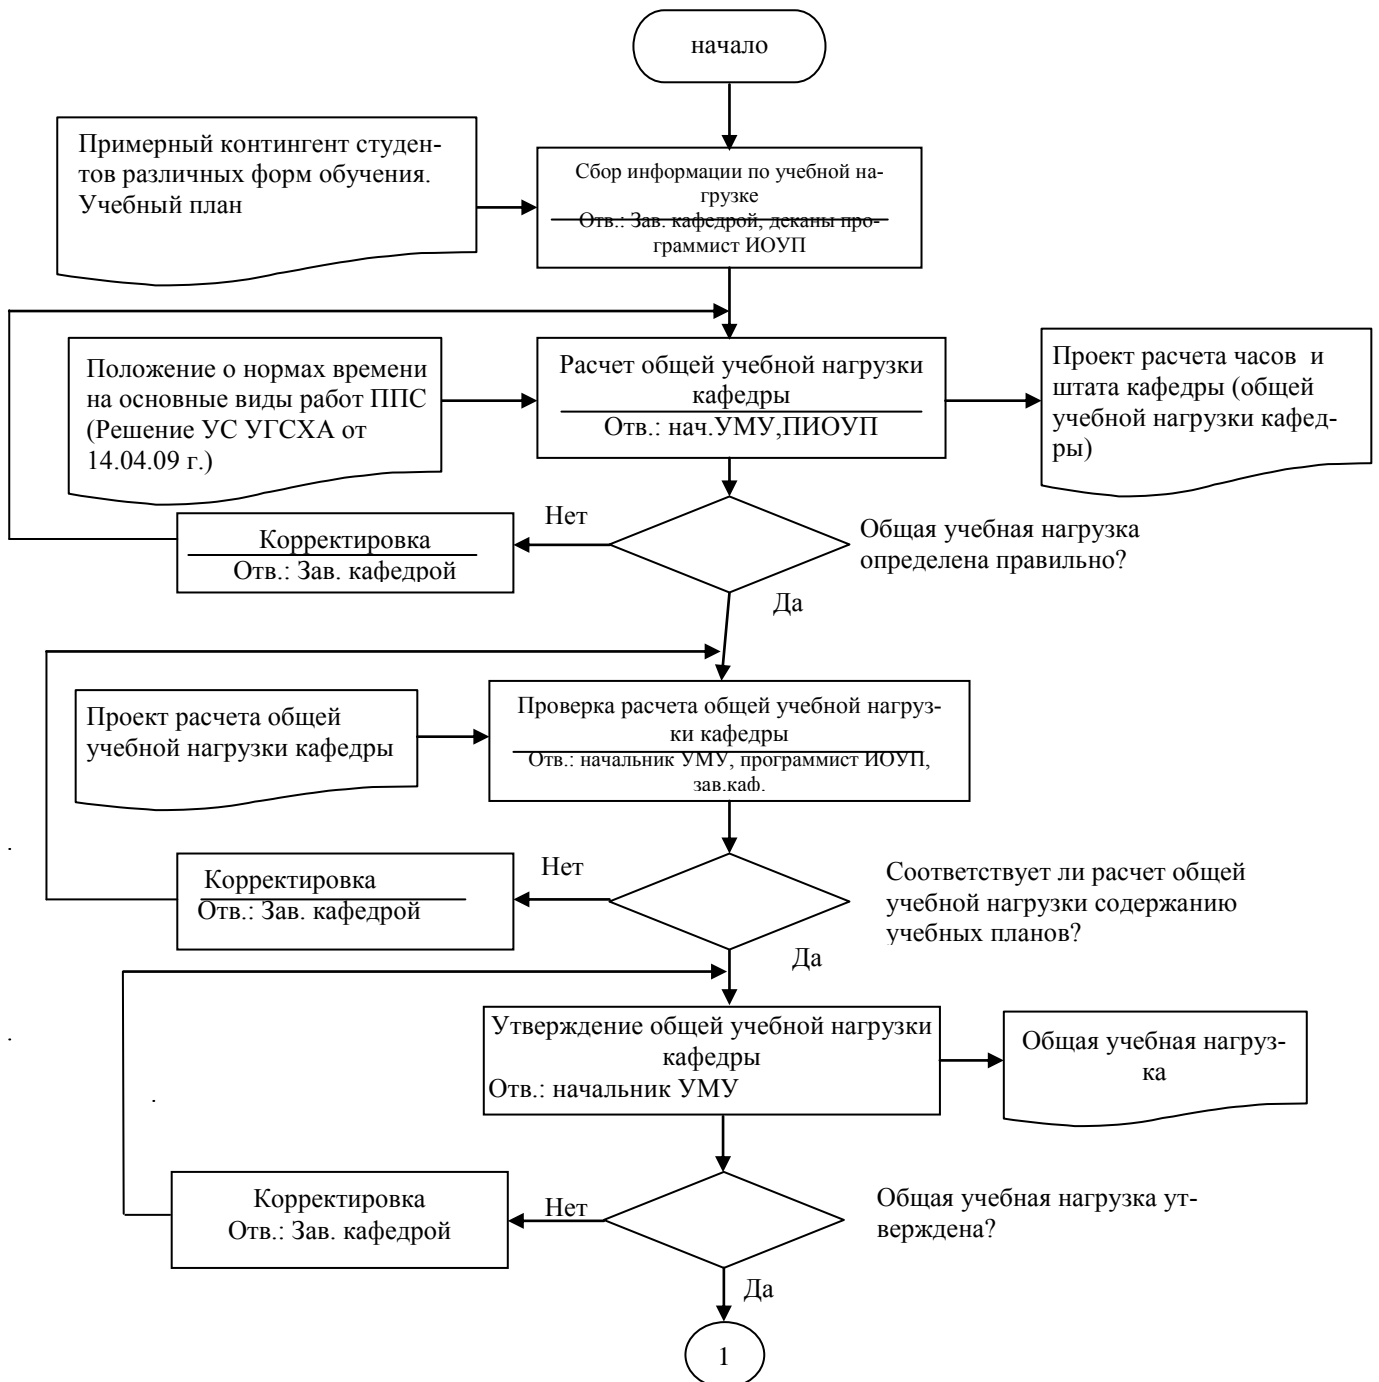 начало
Примерный контингент студен-
тов различных форм обучения.
Учебный план
Сбор информации по учебной на-
грузке
Отв.: Зав. кафедрой, деканы про-
граммист ИОУП
Положение о нормах времени
на основные виды работ ППС
(Решение УС УГСХА от
14.04.09 г.)
Расчет общей учебной нагрузки
кафедры
Отв.: нач.УМУ,ПИОУП
Проект расчета часов и
штата кафедры (общей
учебной нагрузки кафед-
ры)
Нет
Общая учебная нагрузка
определена правильно?
Корректировка
Отв.: Зав. кафедрой
Да
Проект расчета общей
учебной нагрузки кафедры
Проверка расчета общей учебной нагруз-
ки кафедры
Отв.: начальник УМУ, программист ИОУП,
зав.каф.
Нет
Корректировка
Отв.: Зав. кафедрой
Соответствует ли расчет общей
учебной нагрузки содержанию
учебных планов?
Да
Утверждение общей учебной нагрузки
кафедры
Отв.: начальник УМУ
Общая учебная нагруз-
ка
Корректировка
Отв.: Зав. кафедрой
Нет
Общая учебная нагрузка ут-
верждена?
Да
1